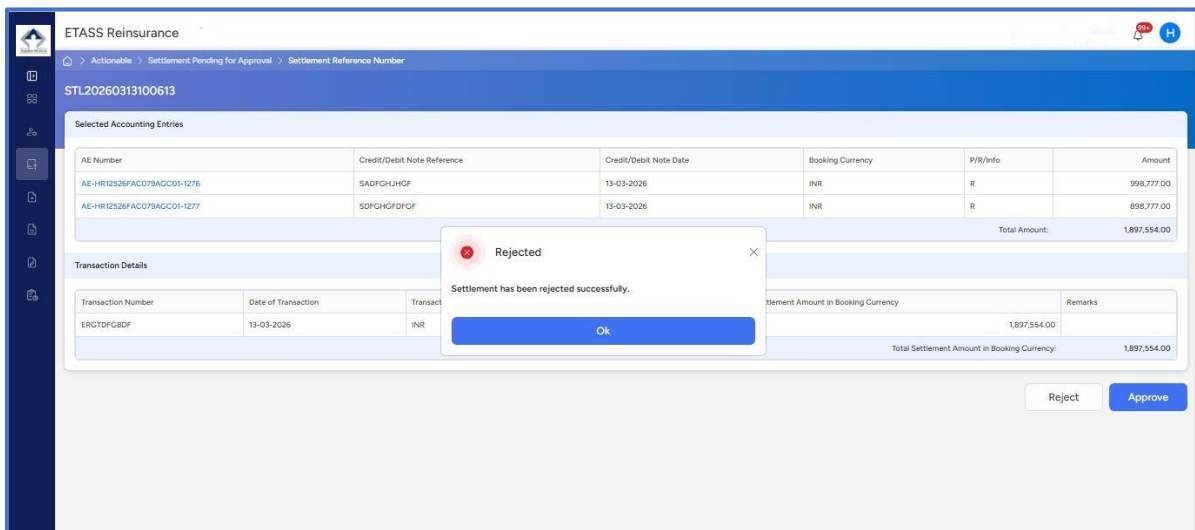 ETASS Reinsurance
99+
H
> Actionable > Settlement Pending for Approval > Settlement Reference Number
STL20260313100613
Selected Accounting Entries
AE Number Credit/Debit Note Reference Credit/Debit Note Date Booking Currency P/R/Info Amount
AE-HR12526FAC079AGC01-1276 SADFGHJHGF 13-03-2026 INR R 998,777.00
AE-HR12526FAC079AGC01-1277 SDFGHGFDFGF 13-03-2026 INR R 898,777.00
Total Amount: 1,897,554.00
Rejected
Settlement has been rejected successfully.
Ok
Transaction Details
Transaction Number Date of Transaction Transact tlement Amount in Booking Currency Remarks
ERGTDFGBDF 13-03-2026 INR 1,897,554.00
Total Settlement Amount in Booking Currency: 1,897,554.00
Reject Approve